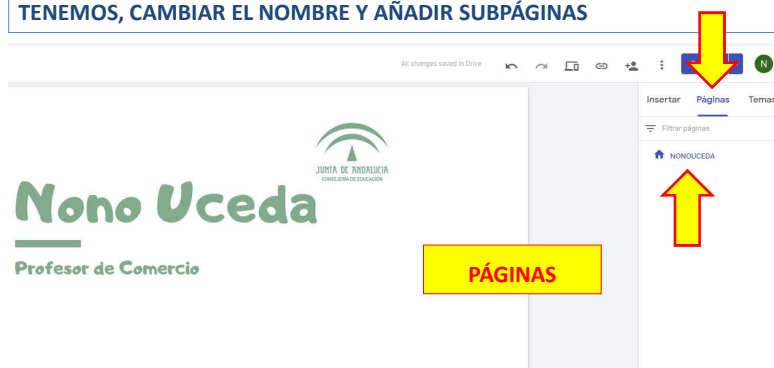 TENEMOS, CAMBIAR EL NOMBRE Y AÑADIR SUBPÁGINAS
All changes saved in Drive
N
Insertar Páginas Temas
Filtrar páginas
NONOUCEDA
JUNTA DE ANDALUCIA
CONSEJERÍA DE EDUCACIÓN
Nono Uceda
Profesor de Comercio
PÁGINAS